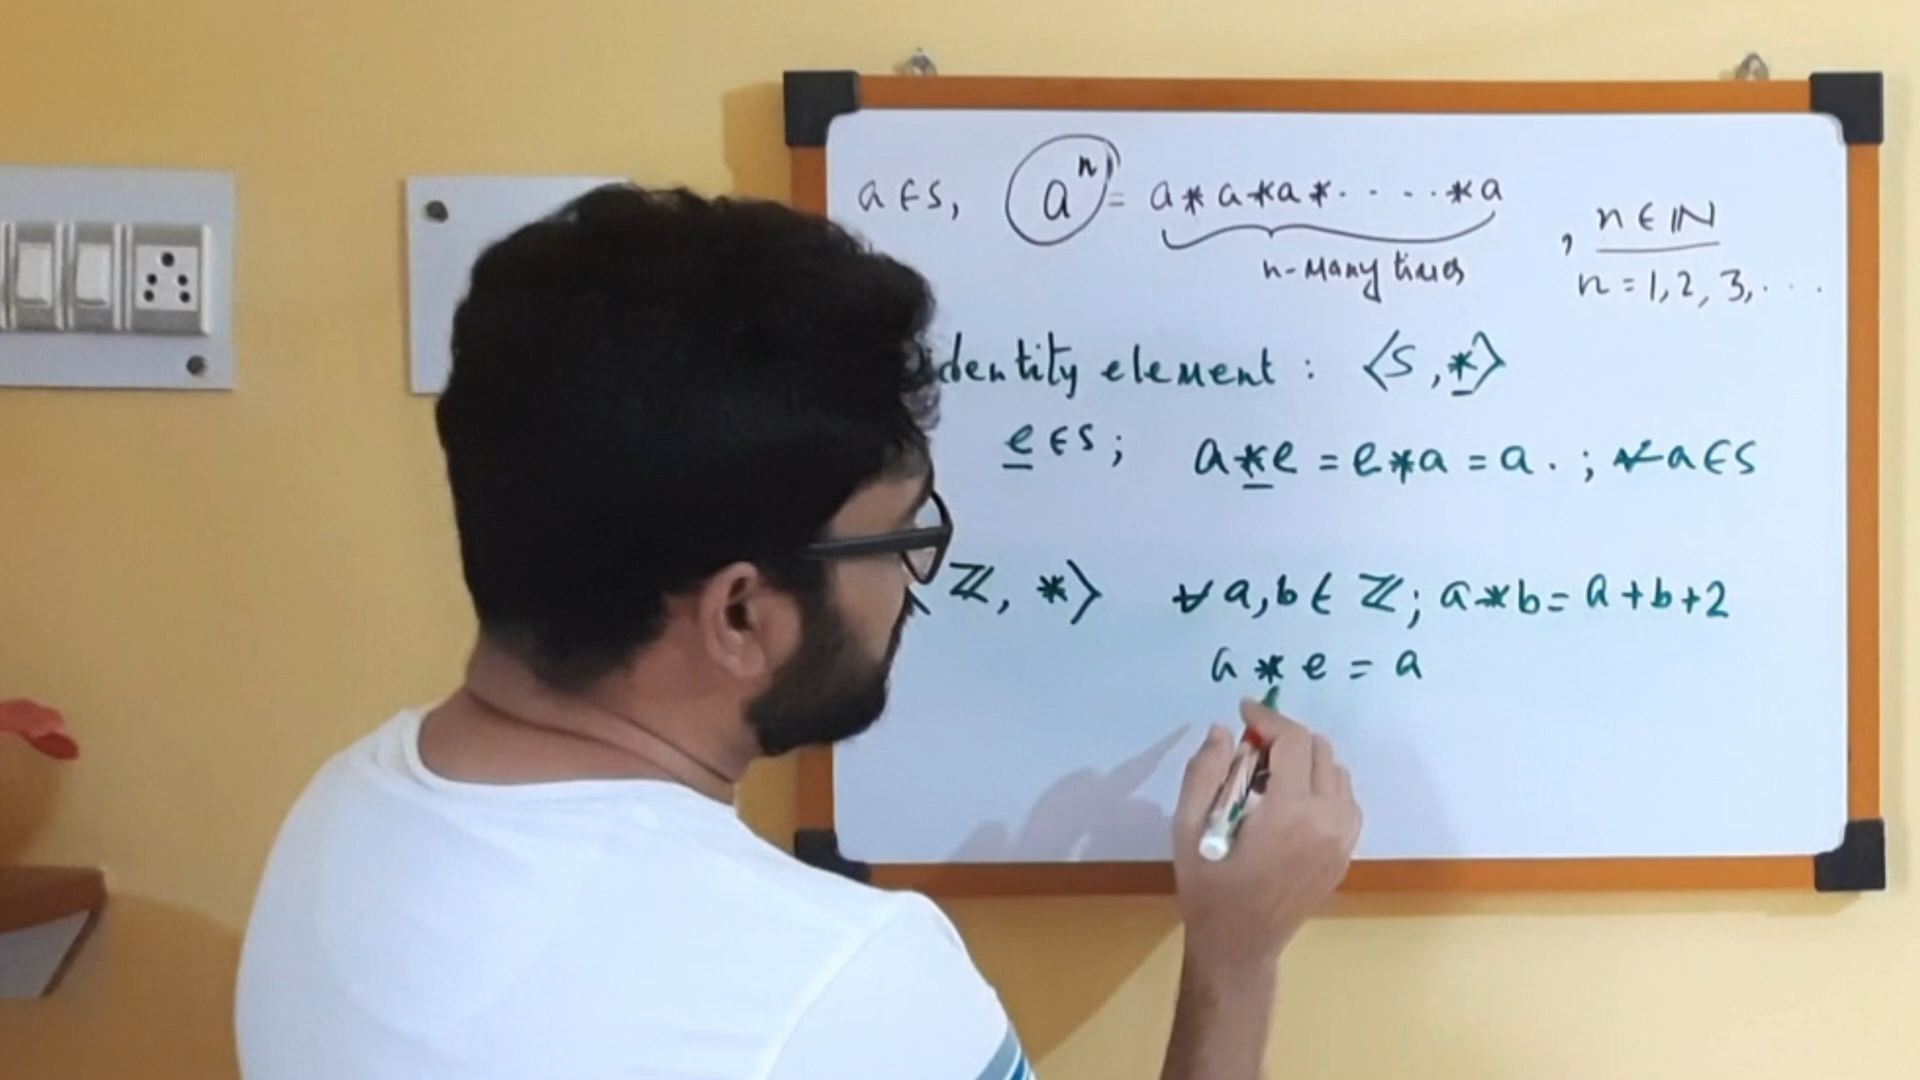 a ∈ S, aⁿ = a * a * a * . . . . . * a , n ∈ ℕ
n-Many times n = 1, 2, 3, . . .
identity element : ⟨S, *⟩
e ∈ S ; a * e = e * a = a . ; ∀ a ∈ S
ℤ, *⟩ ∀ a, b ∈ ℤ; a * b = a + b + 2
a * e = a